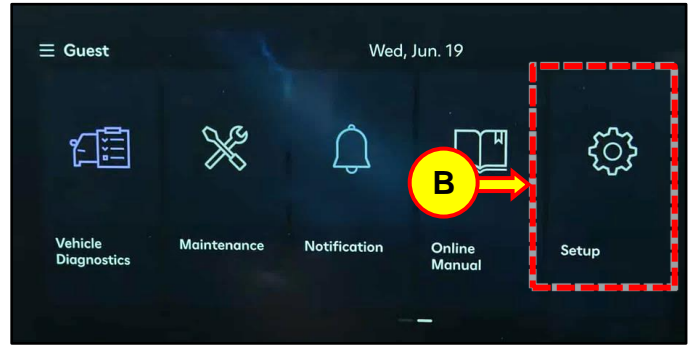 Guest
Wed, Jun. 19
B
Vehicle
Diagnostics
Maintenance
Notification
Online
Manual
Setup